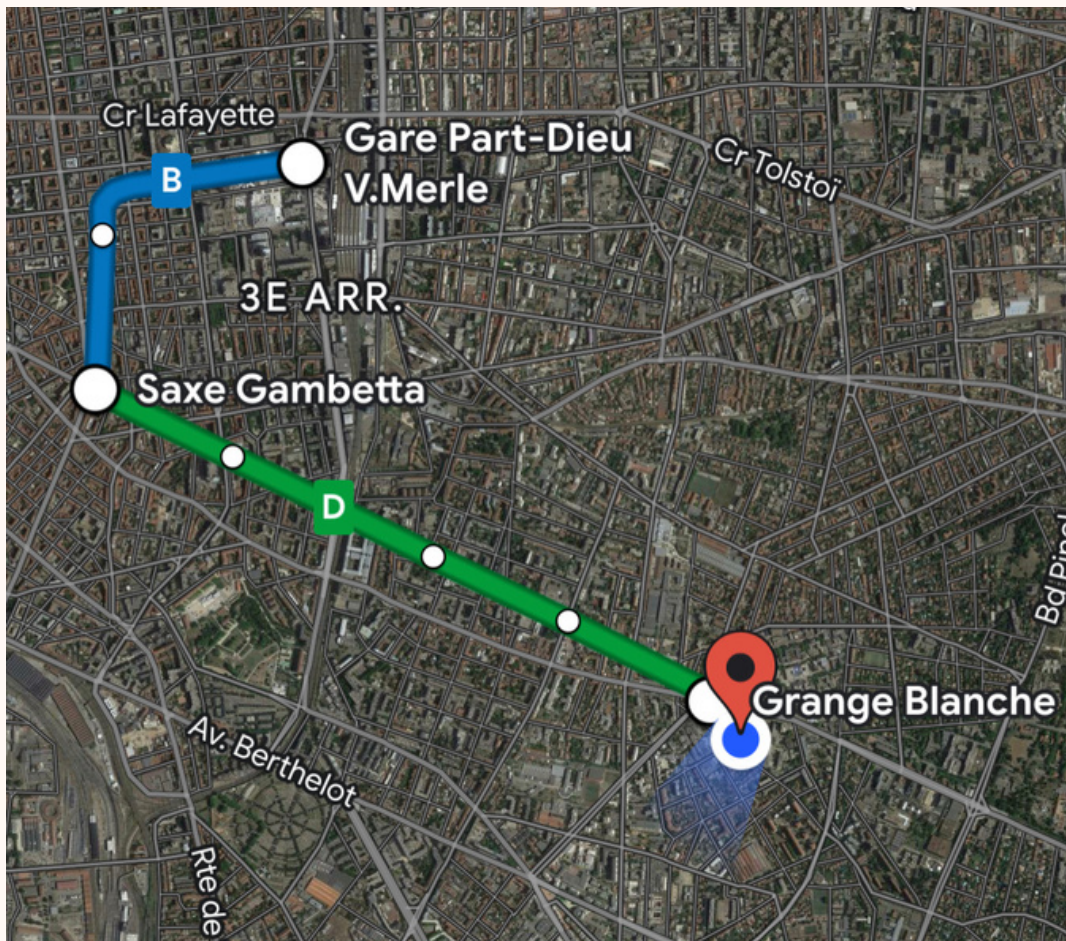 Cr Lafayette
Gare Part-Dieu
V.Merle
B
Cr Tolstoï
3E ARR.
Saxe Gambetta
D
Bd Pinel
Grange Blanche
Av. Berthelot
Rte de